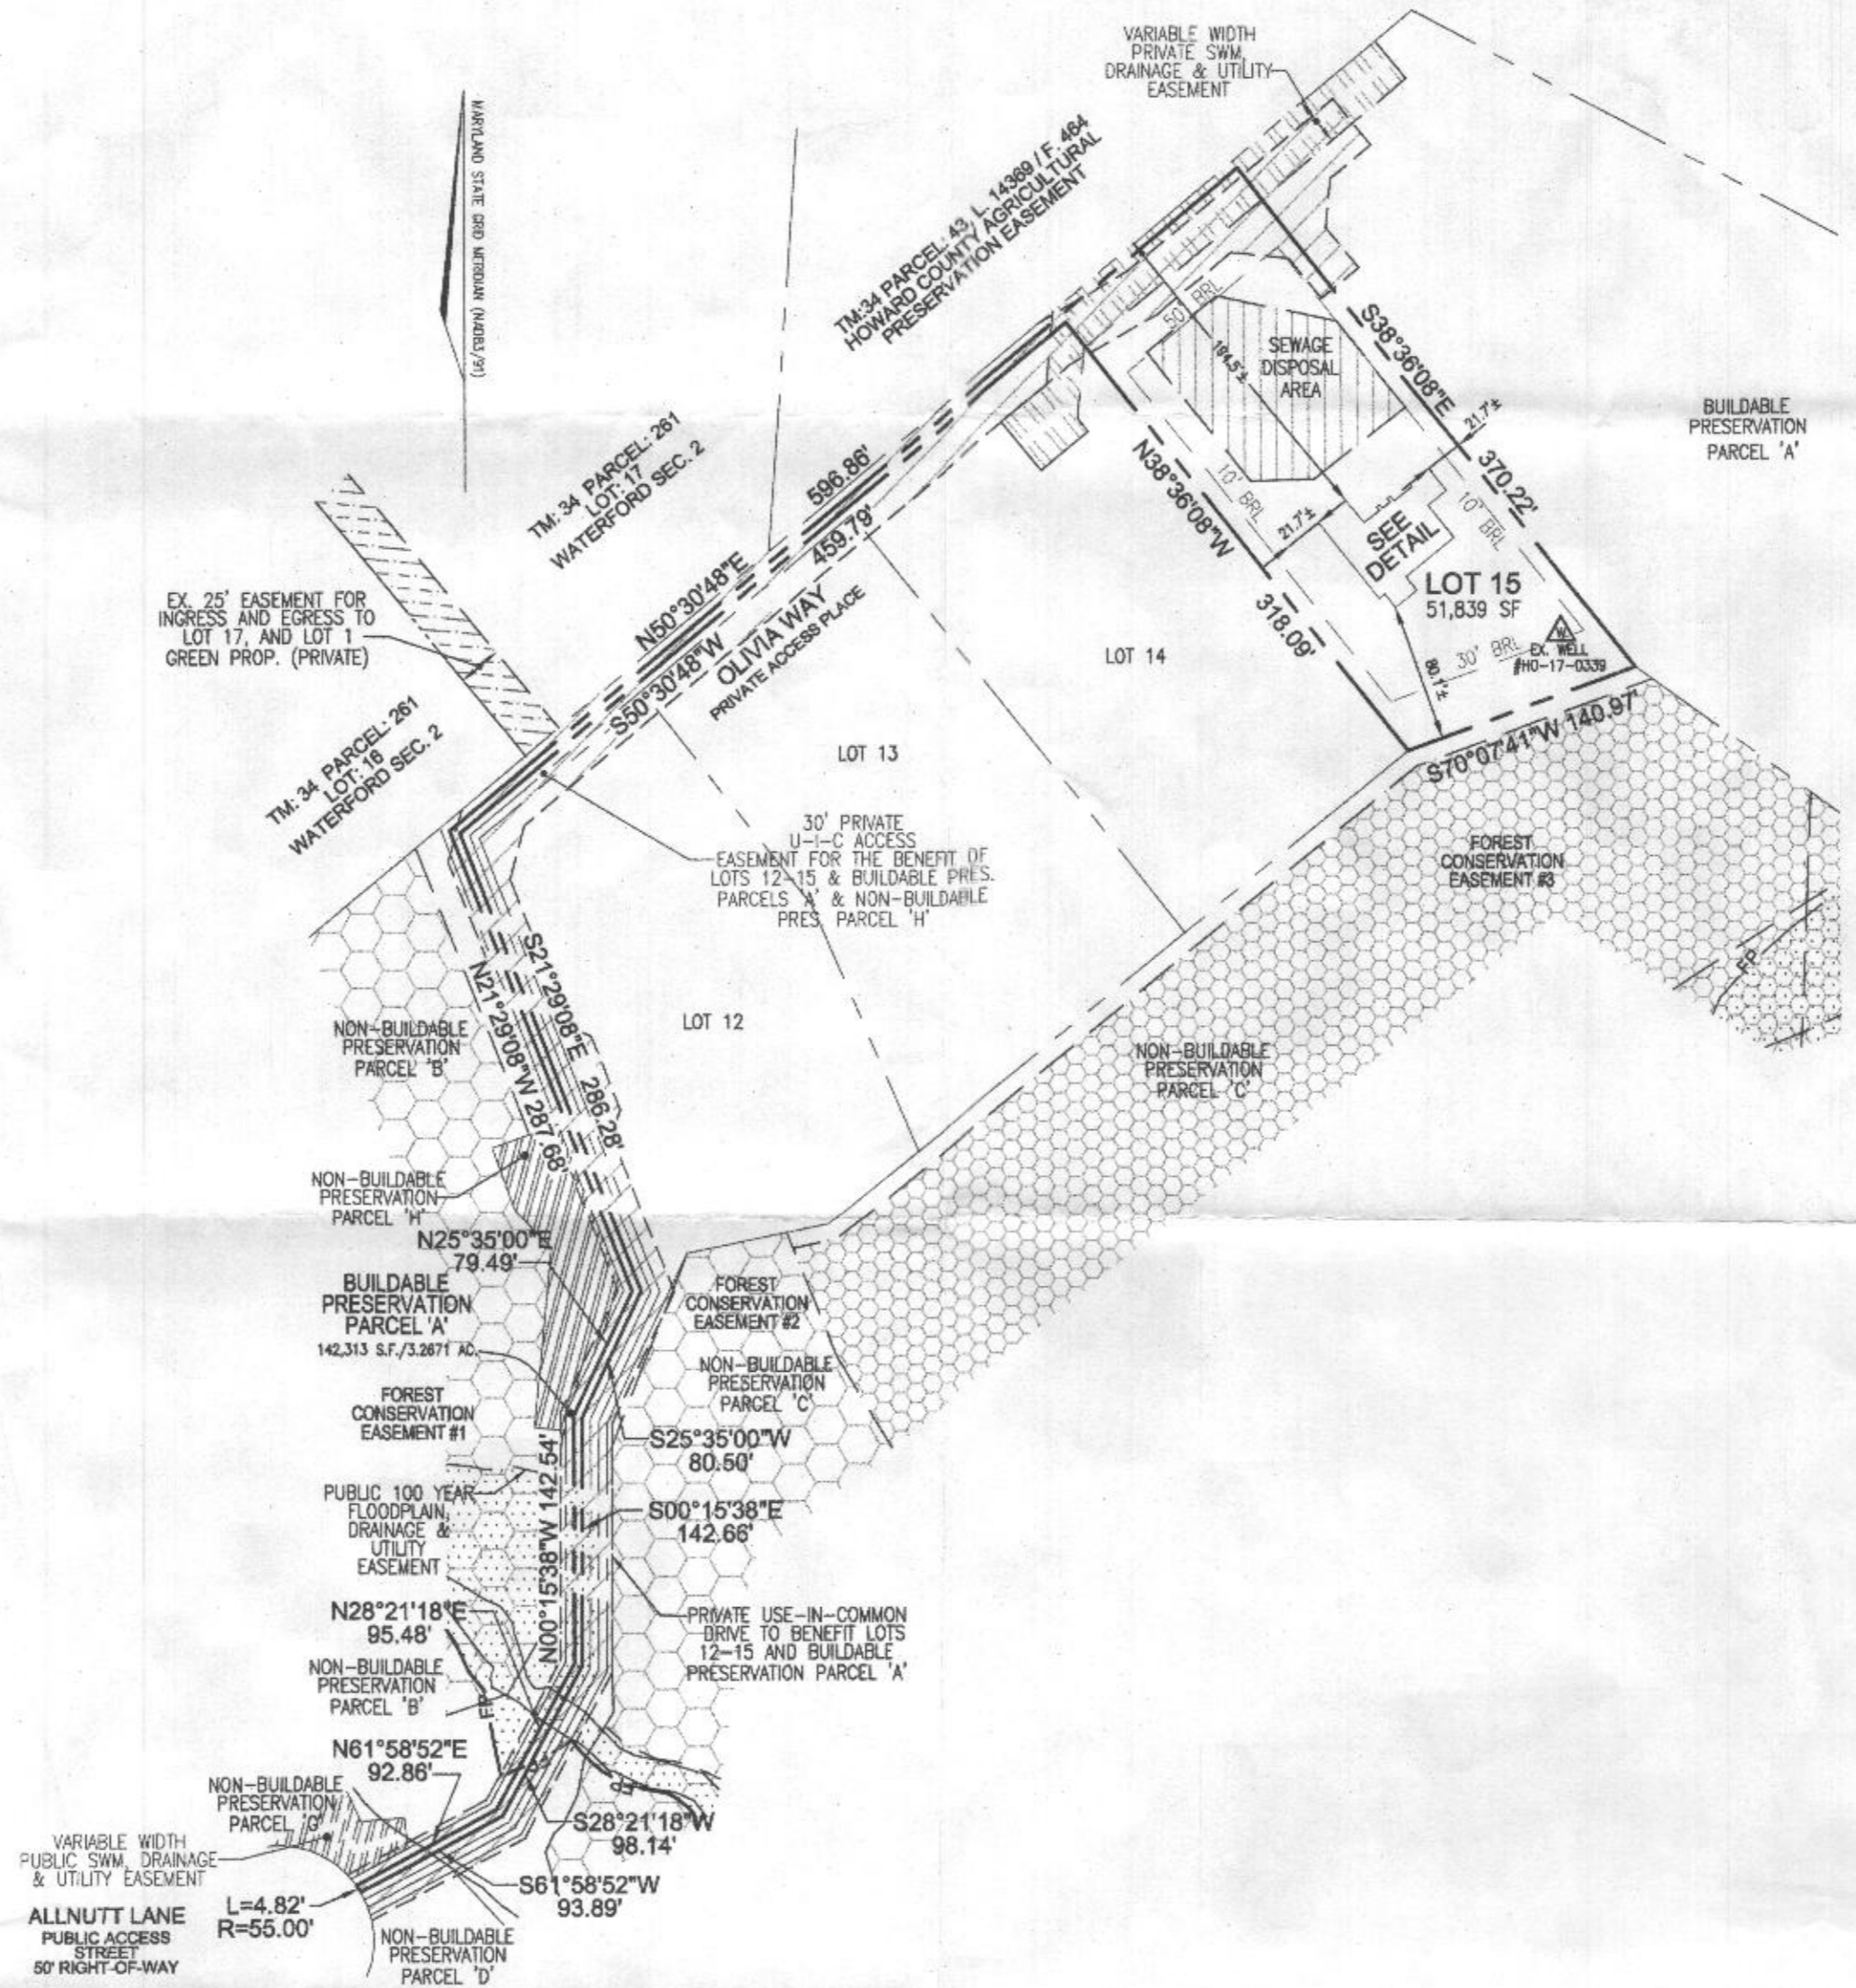 VARIABLE WIDTH
PRIVATE SWM,
DRAINAGE & UTILITY
EASEMENT
MARYLAND STATE GRID MERIDIAN (NAD83/91)
TM:34 PARCEL: 43, L. 14369 / F. 464
HOWARD COUNTY AGRICULTURAL
PRESERVATION EASEMENT
50' BRL
194.5'±
SEWAGE
DISPOSAL
AREA
S38°36'08"E
370.22'
21.7'±
BUILDABLE
PRESERVATION
PARCEL 'A'
TM: 34 PARCEL: 261
LOT: 17
WATERFORD SEC. 2
596.86'
N50°30'48"E
459.79'
S50°30'48"W
OLIVIA WAY
PRIVATE ACCESS PLACE
N38°36'08"W
318.09'
10' BRL
21.7'±
10' BRL
SEE
DETAIL
LOT 15
51,839 SF
EX. WELL
#HO-17-0339
30' BRL
80.1'±
S70°07'41"W 140.97'
EX. 25' EASEMENT FOR
INGRESS AND EGRESS TO
LOT 17, AND LOT 1
GREEN PROP. (PRIVATE)
LOT 14
TM: 34 PARCEL: 261
LOT: 16
WATERFORD SEC. 2
LOT 13
30' PRIVATE
U-I-C ACCESS
EASEMENT FOR THE BENEFIT OF
LOTS 12-15 & BUILDABLE PRES.
PARCELS 'A' & NON-BUILDABLE
PRES. PARCEL 'H'
FOREST
CONSERVATION
EASEMENT #3
FP
S21°29'08"E 286.28'
N21°29'08"W 287.68'
LOT 12
NON-BUILDABLE
PRESERVATION
PARCEL 'B'
NON-BUILDABLE
PRESERVATION
PARCEL 'C'
NON-BUILDABLE
PRESERVATION
PARCEL 'H'
N25°35'00"E
79.49'
BUILDABLE
PRESERVATION
PARCEL 'A'
142,313 S.F./3.2671 AC.
FOREST
CONSERVATION
EASEMENT #2
NON-BUILDABLE
PRESERVATION
PARCEL 'C'
FOREST
CONSERVATION
EASEMENT #1
S25°35'00"W
80.50'
PUBLIC 100 YEAR
FLOODPLAIN,
DRAINAGE &
UTILITY
EASEMENT
N00°15'38"W 142.54'
S00°15'38"E
142.66'
N28°21'18"E
95.48'
PRIVATE USE-IN-COMMON
DRIVE TO BENEFIT LOTS
12-15 AND BUILDABLE
PRESERVATION PARCEL 'A'
NON-BUILDABLE
PRESERVATION
PARCEL 'B'
FP
N61°58'52"E
92.86'
NON-BUILDABLE
PRESERVATION
PARCEL 'G'
FP
S28°21'18"W
98.14'
VARIABLE WIDTH
PUBLIC SWM, DRAINAGE
& UTILITY EASEMENT
S61°58'52"W
93.89'
L=4.82'
R=55.00'
ALLNUTT LANE
PUBLIC ACCESS
STREET
50' RIGHT-OF-WAY
NON-BUILDABLE
PRESERVATION
PARCEL 'D'